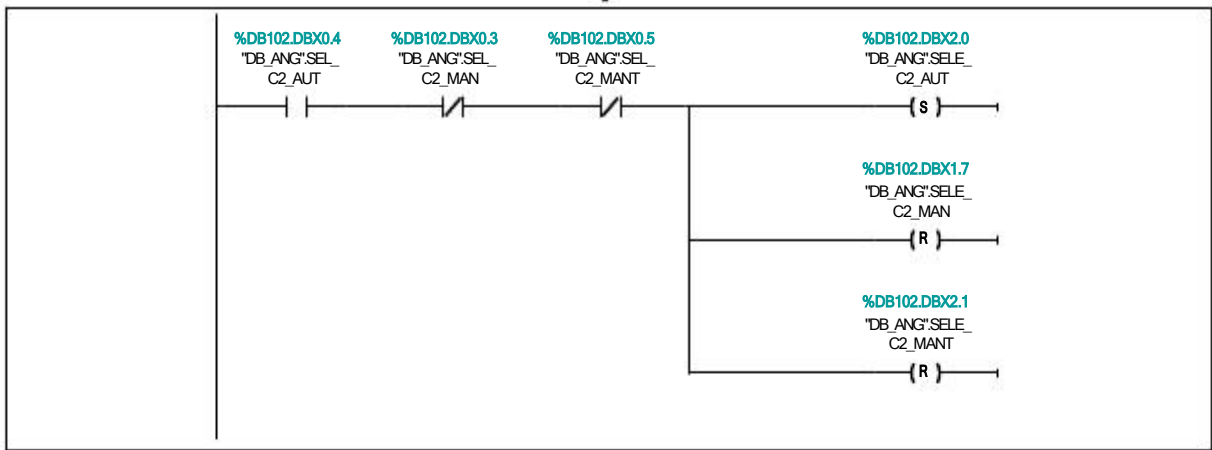 %DB102.DBX0.4 %DB102.DBX0.3 %DB102.DBX0.5 %DB102.DBX2.0
"DB_ANG".SEL_ "DB_ANG".SEL_ "DB_ANG".SEL_ "DB_ANG".SELE_
C2_AUT C2_MAN C2_MANT C2_AUT
S
%DB102.DBX1.7
"DB_ANG".SELE_
C2_MAN
R
%DB102.DBX2.1
"DB_ANG".SELE_
C2_MANT
R